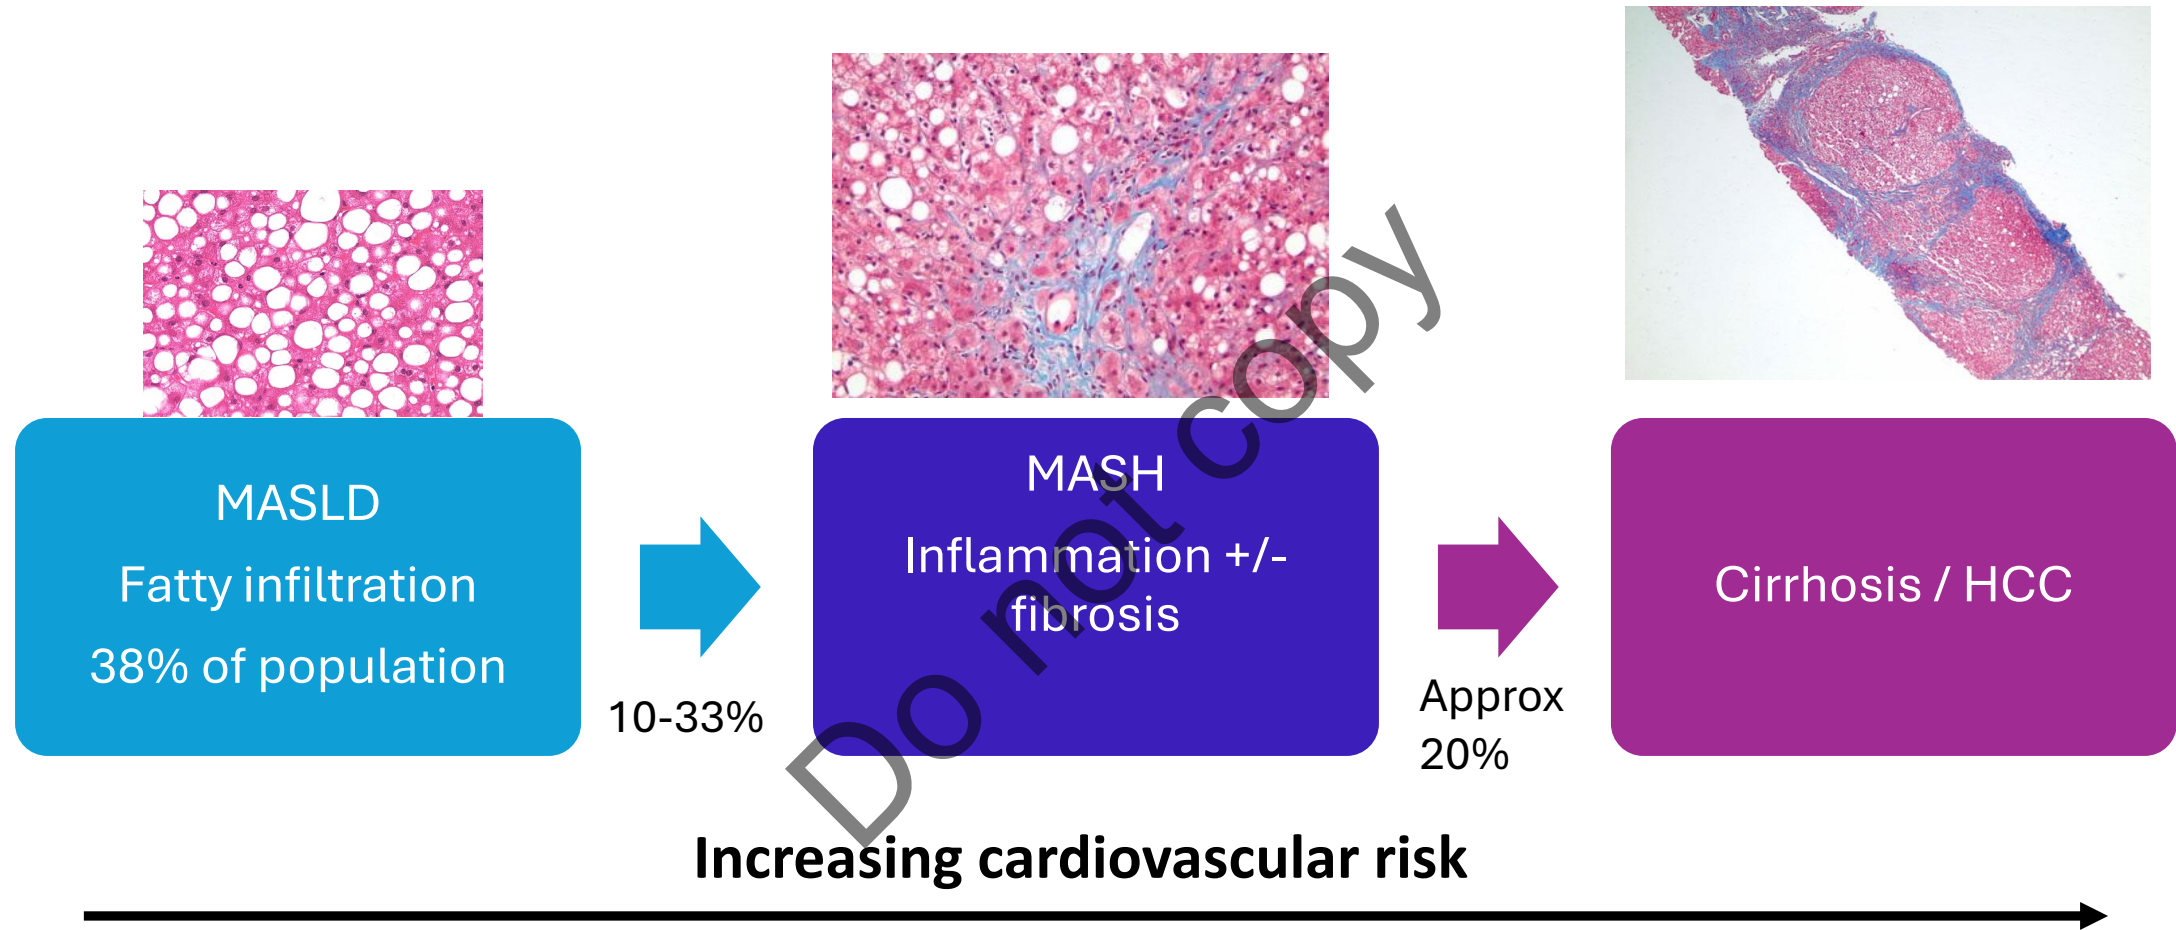 MASLD
Fatty infiltration
38% of population
10-33%
MASH
Inflammation +/-
fibrosis
Approx
20%
Cirrhosis / HCC
Increasing cardiovascular risk
Do not copy